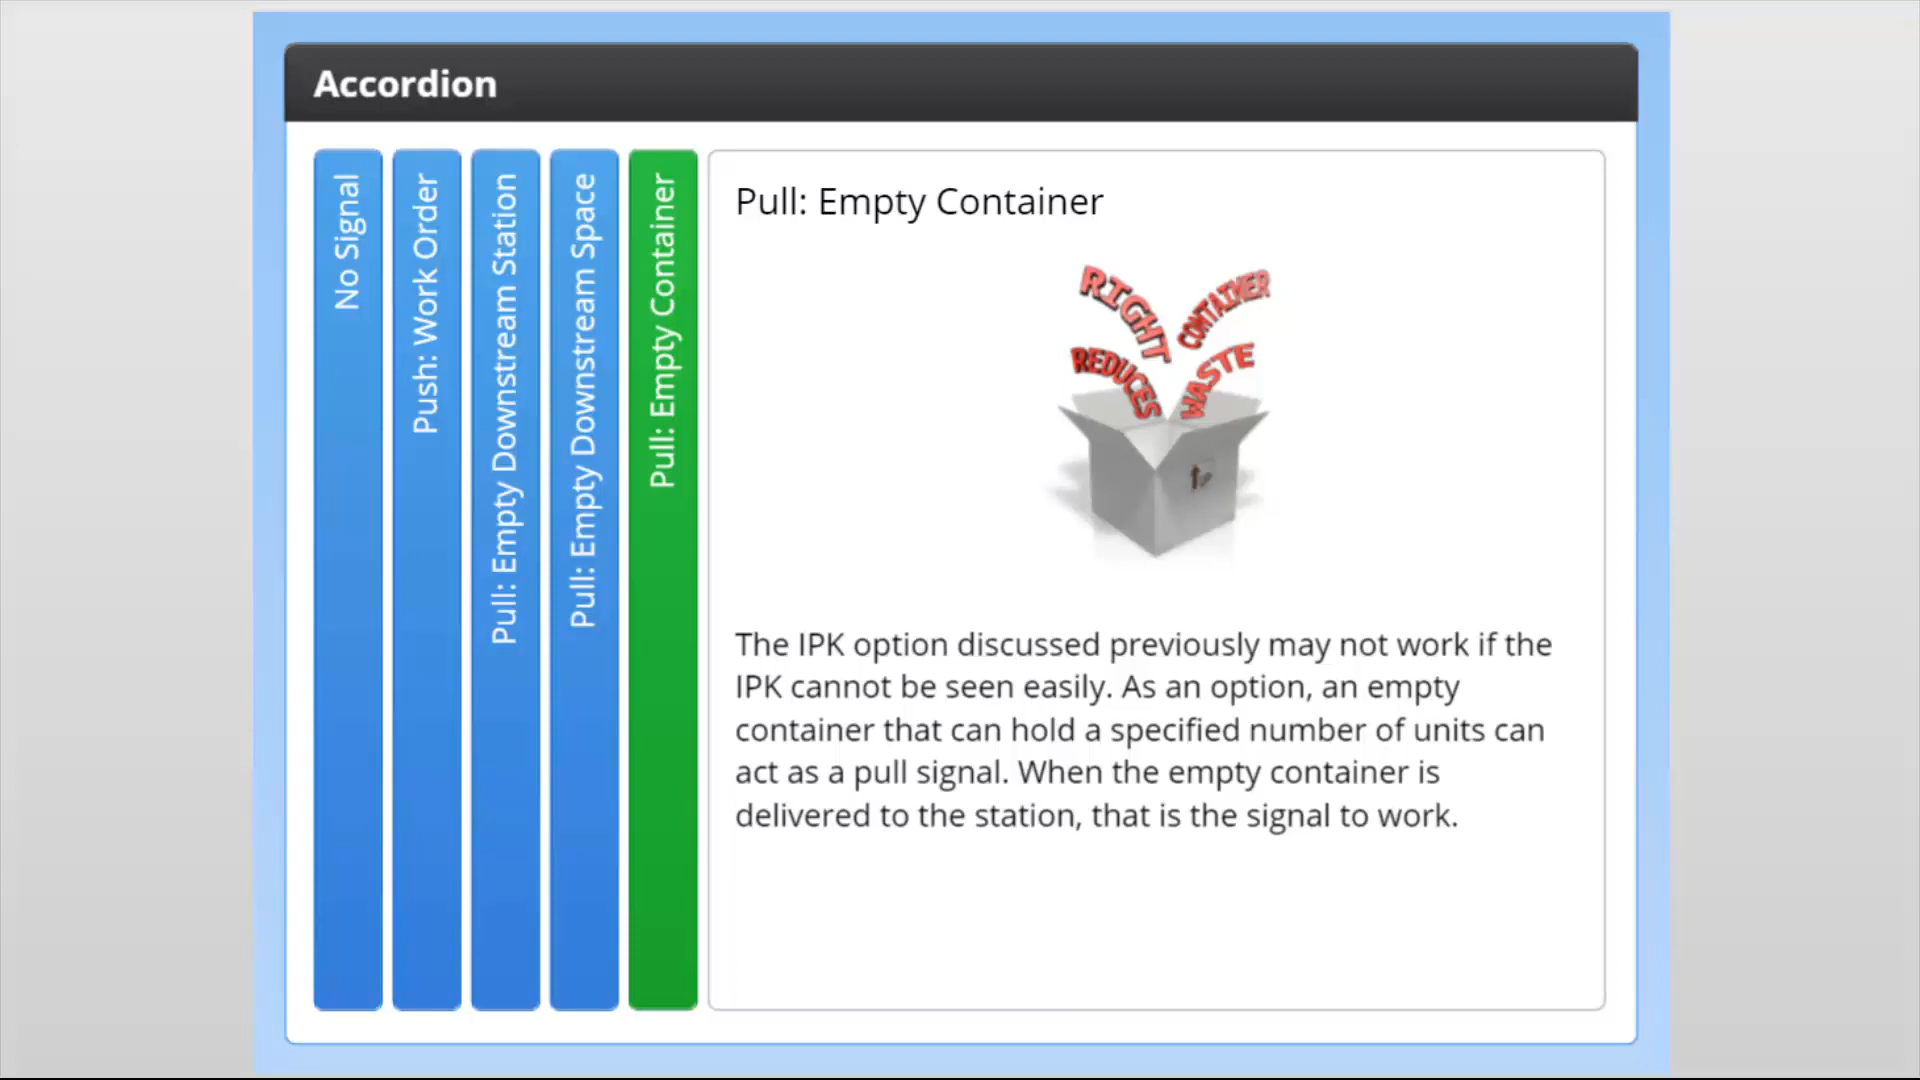 Accordion
No Signal
Push: Work Order
Pull: Empty Downstream Station
Pull: Empty Downstream Space
Pull: Empty Container
Pull: Empty Container
RIGHT CONTAINER
REDUCES WASTE
The IPK option discussed previously may not work if the
IPK cannot be seen easily. As an option, an empty
container that can hold a specified number of units can
act as a pull signal. When the empty container is
delivered to the station, that is the signal to work.